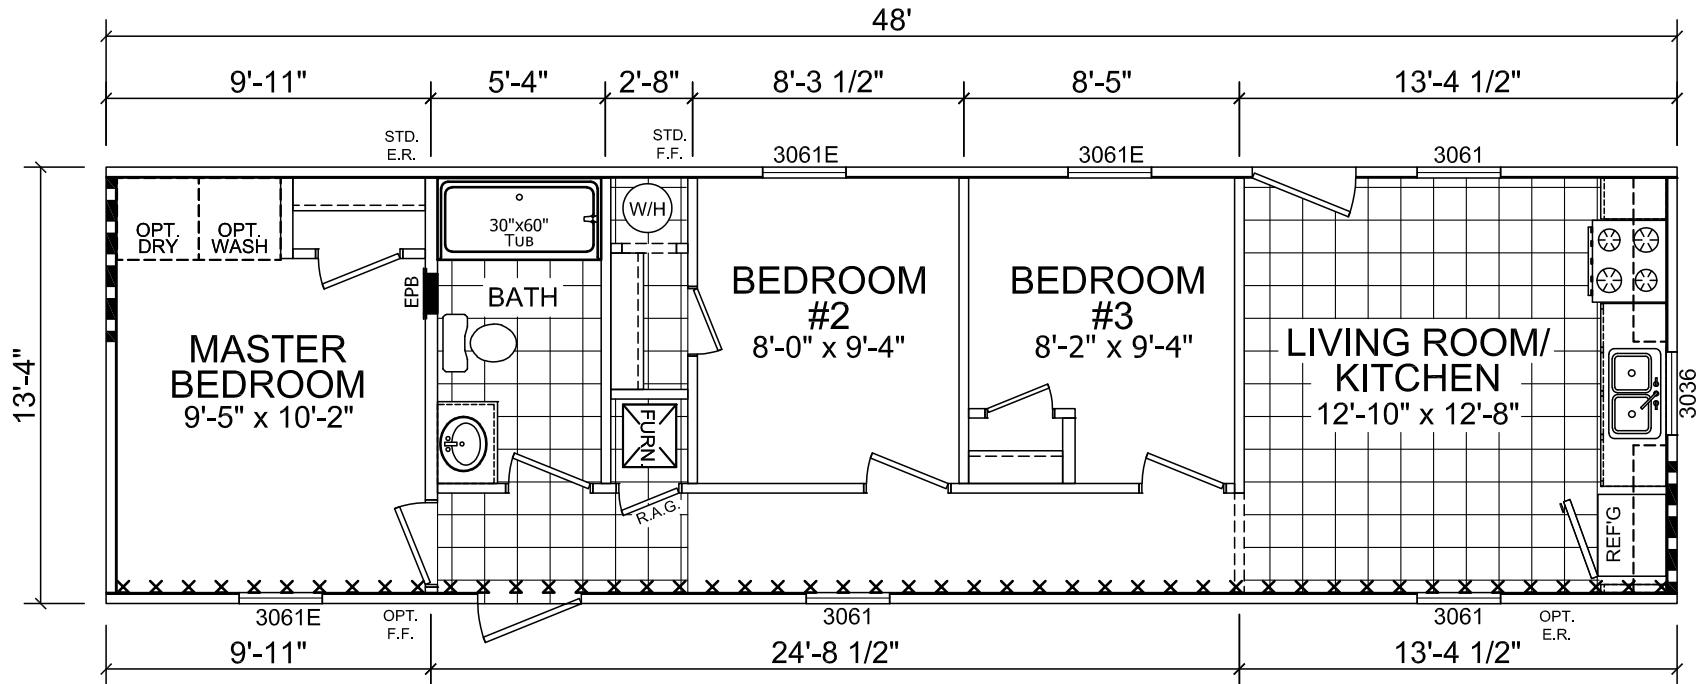 48'
9'-11"
5'-4"
2'-8"
8'-3 1/2"
8'-5"
13'-4 1/2"
STD.
E.R.
STD.
F.F.
3061E
3061E
3061
OPT.
DRY
OPT.
WASH
30"x60"
TUB
W/H
EPB
BATH
MASTER
BEDROOM
9'-5" x 10'-2"
BEDROOM
#2
8'-0" x 9'-4"
BEDROOM
#3
8'-2" x 9'-4"
LIVING ROOM/
KITCHEN
12'-10" x 12'-8"
13'-4"
3036
FURN.
R.A.G.
REF'G
3061E
OPT.
F.F.
3061
3061
OPT.
E.R.
9'-11"
24'-8 1/2"
13'-4 1/2"